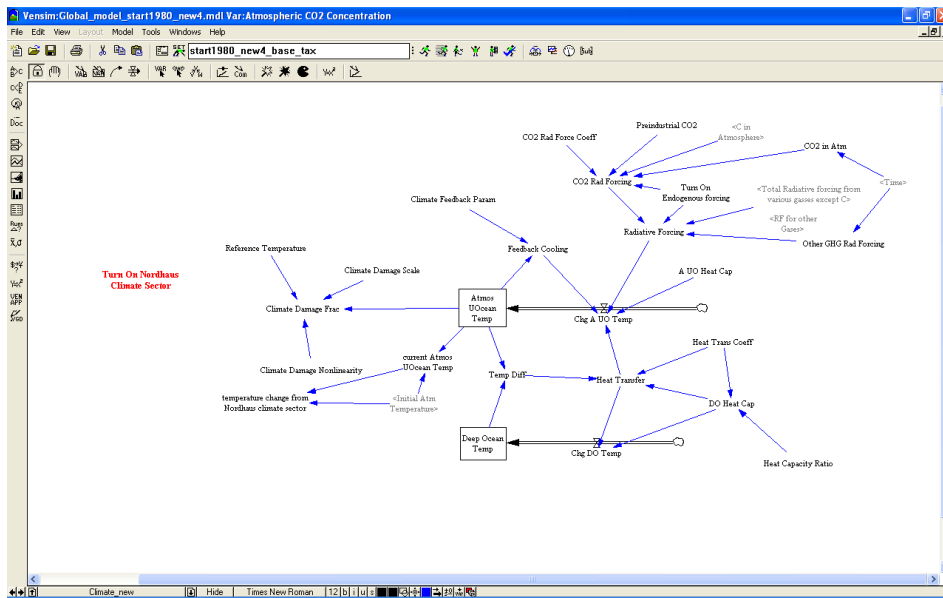 Vensim:Global_model_start1980_new4.mdl Var:Atmospheric CO2 Concentration
File Edit View Layout Model Tools Windows Help
start1980_new4_base_tax
Preindustrial CO2
<C in
Atmosphere>
CO2 Rad Force Coeff
CO2 in Atm
CO2 Rad Forcing
<Time>
Turn On
Endogenous forcing
<Total Radiative forcing from
various gasses except C>
Climate Feedback Param
<RF for other
Gases>
Radiative Forcing
Other GHG Rad Forcing
Reference Temperature
Feedback Cooling
Turn On Nordhaus
Climate Sector
Climate Damage Scale
A UO Heat Cap
Atmos
UOcean
Temp
Climate Damage Frac
Chg A UO Temp
Heat Trans Coeff
current Atmos
UOcean Temp
Climate Damage Nonlinearity
Temp Diff
Heat Transfer
temperature change from
Nordhaus climate sector
<Initial Atm
Temperature>
DO Heat Cap
Deep Ocean
Temp
Chg DO Temp
Heat Capacity Ratio
Climate_new Hide Times New Roman 12 b i u s